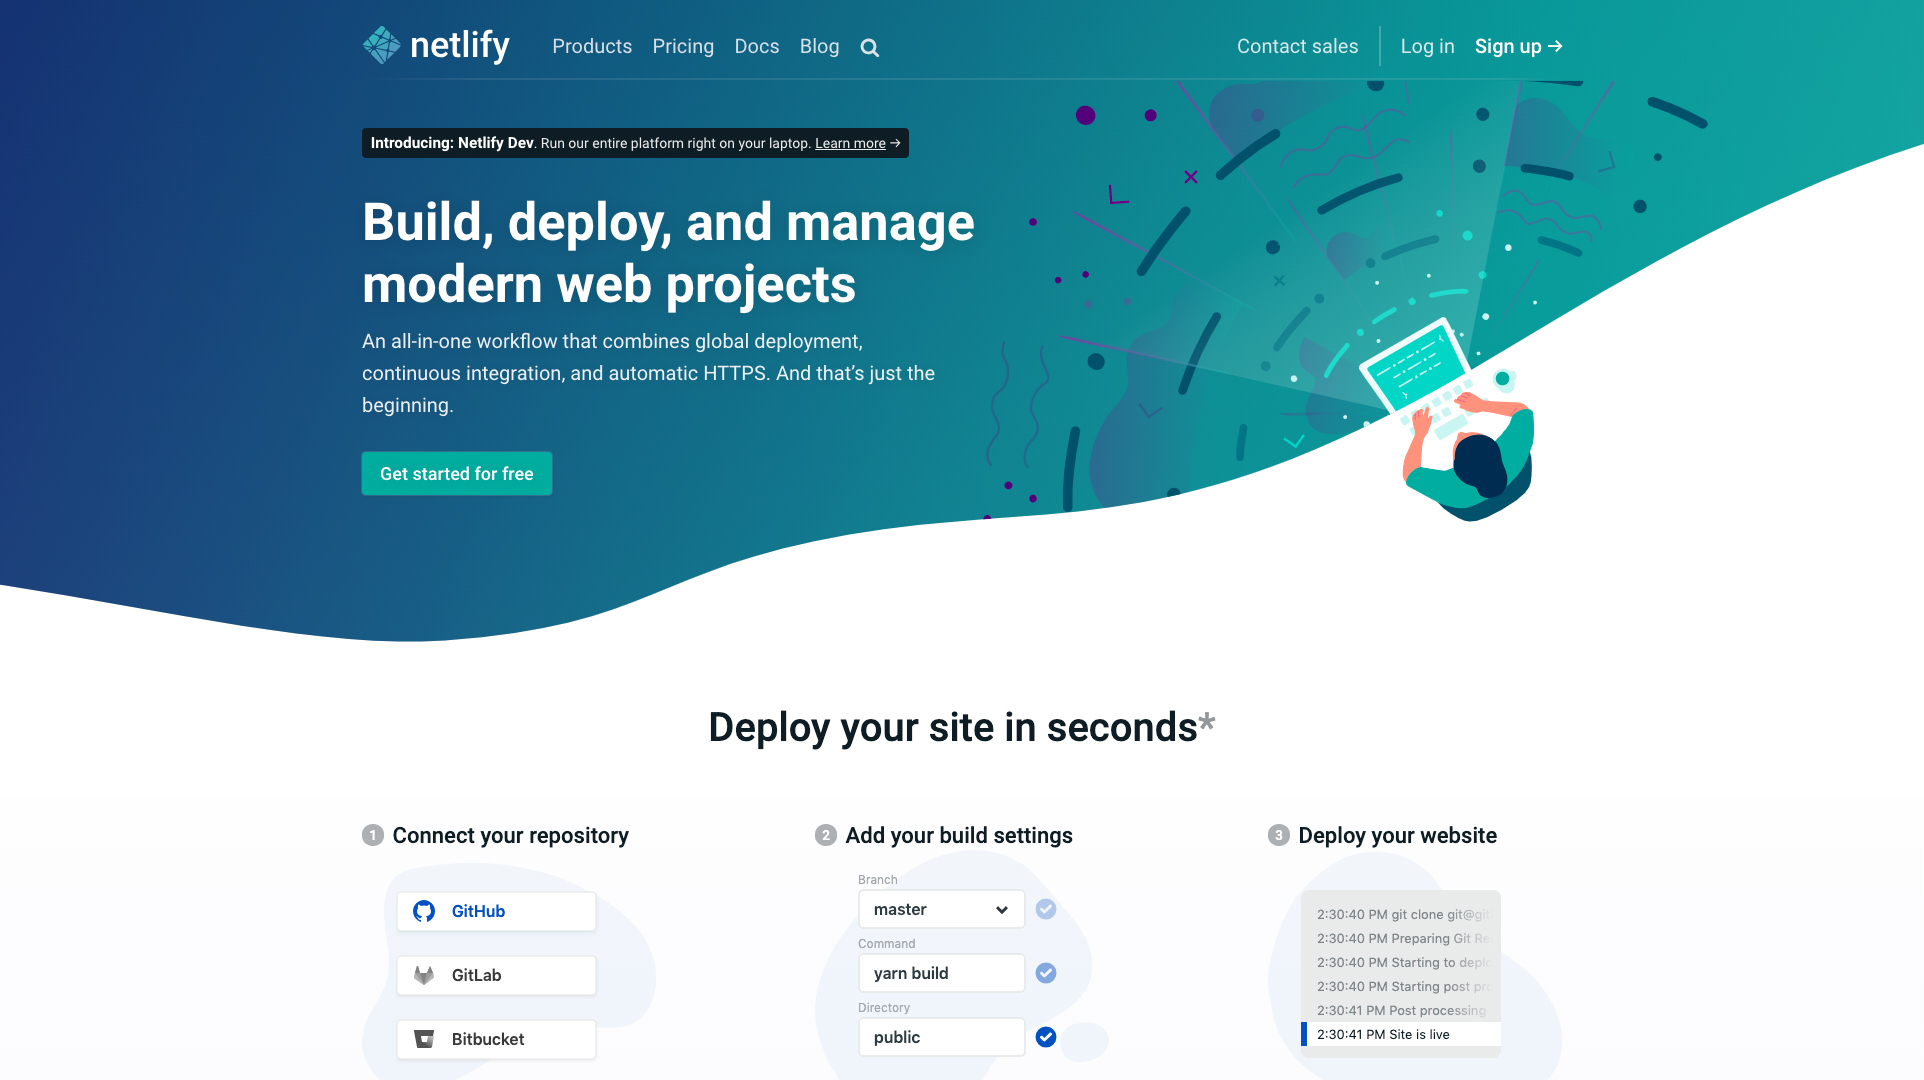 netlify
Products Pricing Docs Blog
Contact sales Log in Sign up →
Introducing: Netlify Dev. Run our entire platform right on your laptop. Learn more →
Build, deploy, and manage
modern web projects
An all-in-one workflow that combines global deployment,
continuous integration, and automatic HTTPS. And that’s just the
beginning.
Get started for free
Deploy your site in seconds*
1 Connect your repository
GitHub
GitLab
Bitbucket
2 Add your build settings
Branch
master
Command
yarn build
Directory
public
3 Deploy your website
2:30:40 PM git clone git@git
2:30:40 PM Preparing Git Re
2:30:40 PM Starting to deplo
2:30:40 PM Starting post pro
2:30:41 PM Post processing
2:30:41 PM Site is live